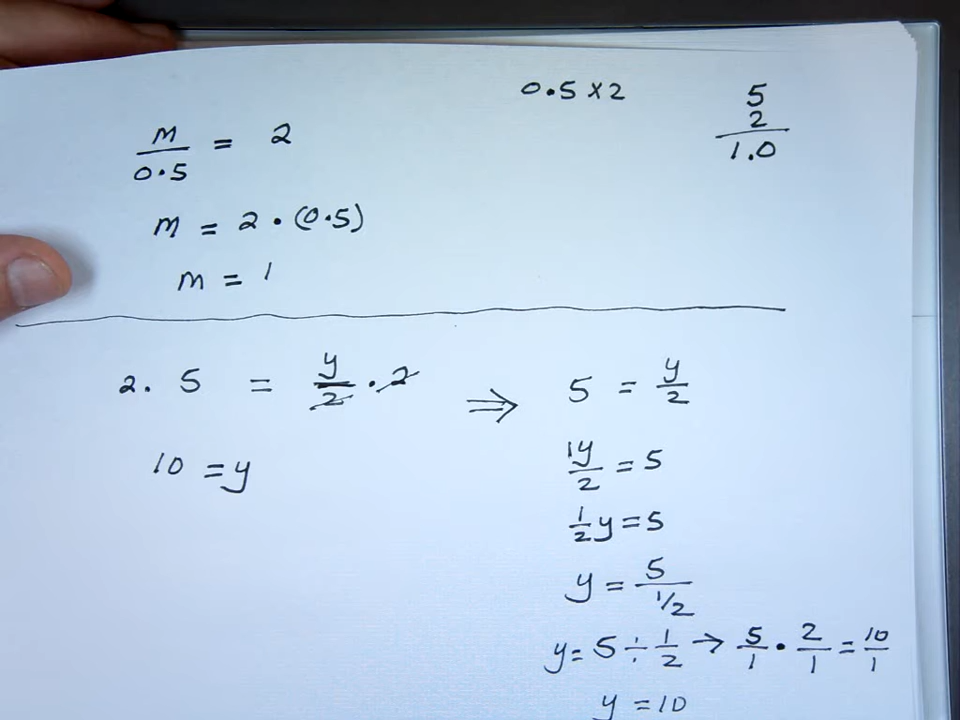 m/0.5 = 2
m = 2 · (0.5)
m = 1
0.5 x 2
5
2
1.0
2. 5 = y/2 · 2
10 = y
⇒ 5 = y/2
1y/2 = 5
1/2 y = 5
y = 5/1/2
y = 5 ÷ 1/2 → 5/1 · 2/1 = 10/1
y = 10